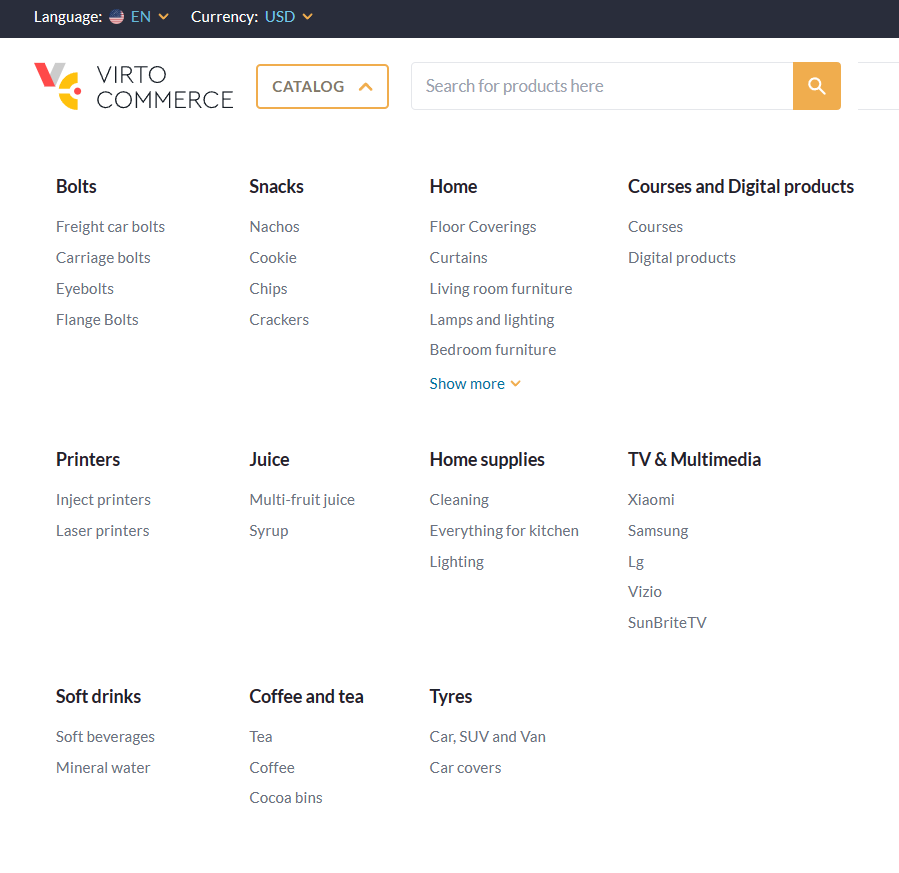 Language: EN Currency: USD
VIRTO
COMMERCE
CATALOG
Search for products here
Bolts
Freight car bolts
Carriage bolts
Eyebolts
Flange Bolts
Snacks
Nachos
Cookie
Chips
Crackers
Home
Floor Coverings
Curtains
Living room furniture
Lamps and lighting
Bedroom furniture
Show more
Courses and Digital products
Courses
Digital products
Printers
Inject printers
Laser printers
Juice
Multi-fruit juice
Syrup
Home supplies
Cleaning
Everything for kitchen
Lighting
TV & Multimedia
Xiaomi
Samsung
Lg
Vizio
SunBriteTV
Soft drinks
Soft beverages
Mineral water
Coffee and tea
Tea
Coffee
Cocoa bins
Tyres
Car, SUV and Van
Car covers